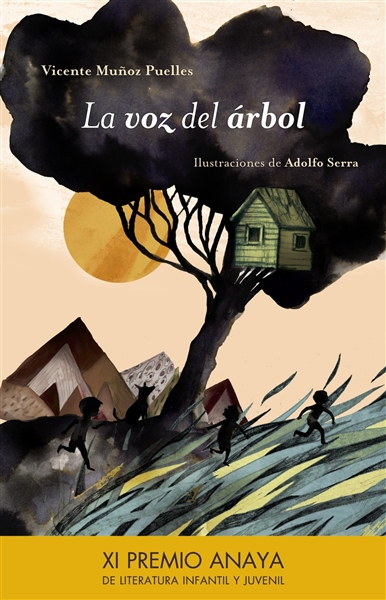 Vicente Muñoz Puelles
La voz del árbol
Ilustraciones de Adolfo Serra
XI PREMIO ANAYA
DE LITERATURA INFANTIL Y JUVENIL